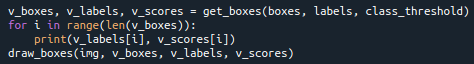 v_boxes, v_labels, v_scores = get_boxes(boxes, labels, class_threshold)
for i in range(len(v_boxes)):
    print(v_labels[i], v_scores[i])
draw_boxes(img, v_boxes, v_labels, v_scores)